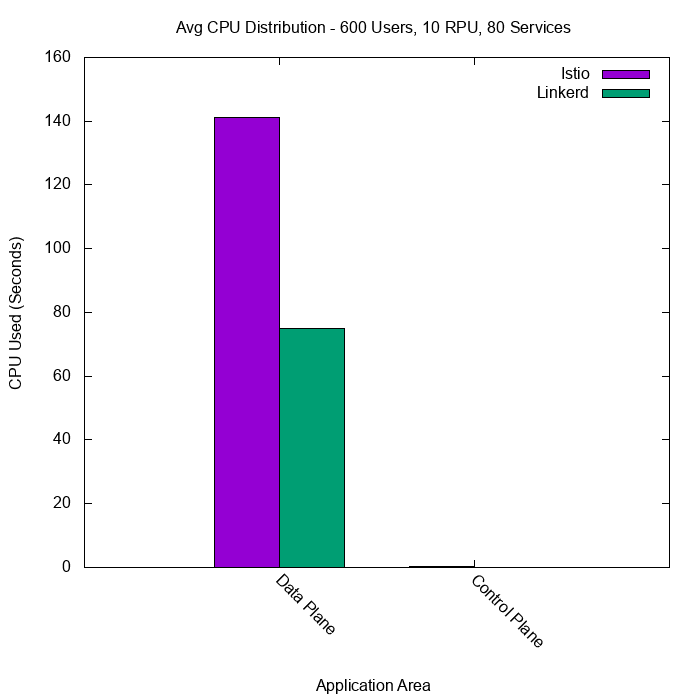 Avg CPU Distribution - 600 Users, 10 RPU, 80 Services
Istio
Linkerd
160
140
120
100
80
60
40
20
0
CPU Used (Seconds)
Data Plane
Control Plane
Application Area